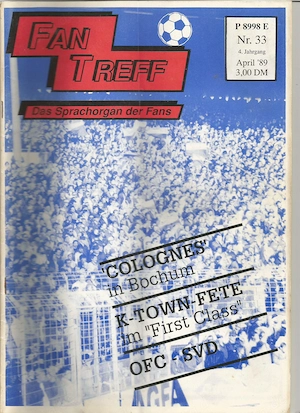 FAN
TREFF
Das Sprachorgan der Fans
P 8998 E
Nr. 33
4. Jahrgang
April '89
3,00 DM
'COLOGNES'
in Bochum
K-TOWN-FETE
im "First Class"
OFC - SVD
AGFA